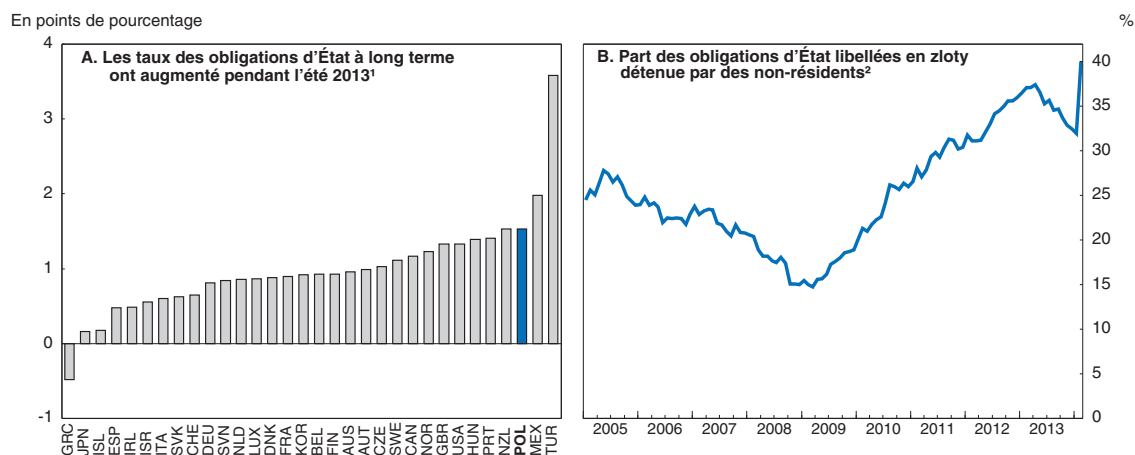 En points de pourcentage
%
A. Les taux des obligations d'État à long terme
ont augmenté pendant l'été 2013¹
4
3
2
1
0
-1
GRC
JPN
ISL
ESP
IRL
ISR
ITA
SVK
CHE
DEU
SVN
NLD
LUX
DNK
FRA
KOR
BEL
FIN
AUS
AUT
CZE
SWE
CAN
NOR
GBR
USA
HUN
PRT
NZL
POL
MEX
TUR
B. Part des obligations d'État libellées en zloty
détenue par des non-résidents²
40
35
30
25
20
15
10
5
0
2005 2006 2007 2008 2009 2010 2011 2012 2013